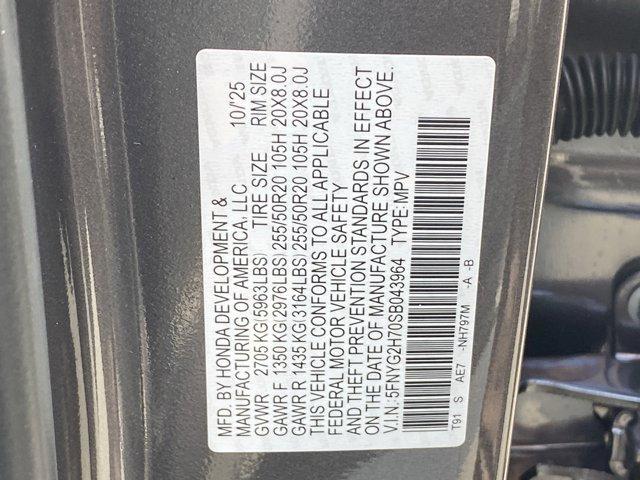 MFD. BY HONDA DEVELOPMENT &
MANUFACTURING OF AMERICA, LLC 10/'25
GVWR 2705KG(5963LBS) TIRE SIZE RIM SIZE
GAWR F 1350KG(2976LBS)255/50R20 105H 20X8.0J
GAWR R 1435KG(3164LBS)255/50R20 105H 20X8.0J
THIS VEHICLE CONFORMS TO ALL APPLICABLE
FEDERAL MOTOR VEHICLE SAFETY
AND THEFT PREVENTION STANDARDS IN EFFECT
ON THE DATE OF MANUFACTURE SHOWN ABOVE.
V.I.N.:5FNYG2H70SB043964 TYPE:MPV
T91 S AE7 -NH797M -A -B